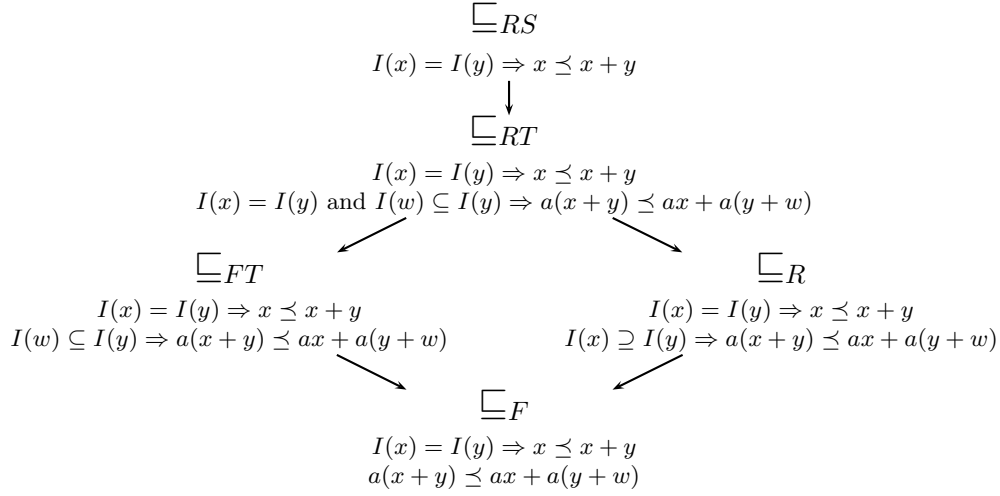 ⊑RS
I(x) = I(y) ⇒ x ⪯ x + y
⊑RT
I(x) = I(y) ⇒ x ⪯ x + y
I(x) = I(y) and I(w) ⊆ I(y) ⇒ a(x + y) ⪯ ax + a(y + w)
⊑FT
I(x) = I(y) ⇒ x ⪯ x + y
I(w) ⊆ I(y) ⇒ a(x + y) ⪯ ax + a(y + w)
⊑R
I(x) = I(y) ⇒ x ⪯ x + y
I(x) ⊇ I(y) ⇒ a(x + y) ⪯ ax + a(y + w)
⊑F
I(x) = I(y) ⇒ x ⪯ x + y
a(x + y) ⪯ ax + a(y + w)